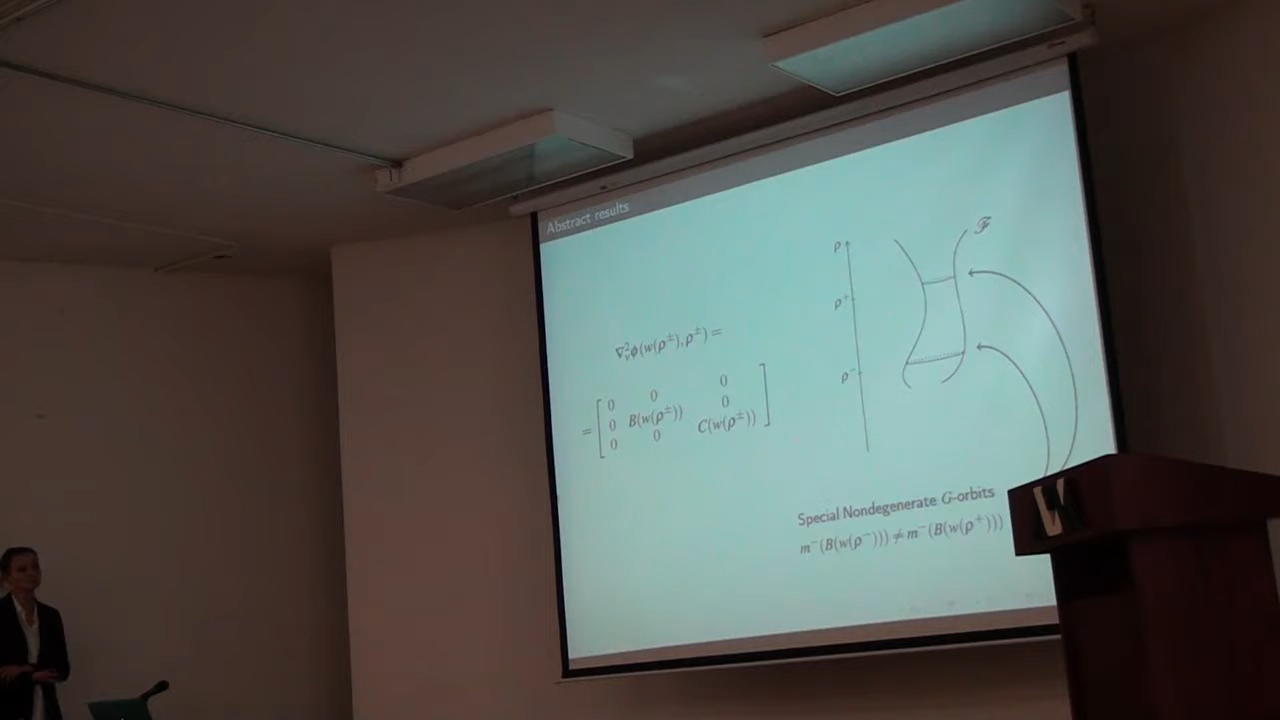 Abstract results
∇²ᵥϕ(w(ρ±),ρ±) =
= [ 0 0 0
0 B(w(ρ±)) 0
0 0 C(w(ρ±)) ]
ρ
ρ⁺
ρ⁻
ℱ
Special Nondegenerate G-orbits
m⁻(B(w(ρ⁻))) ≠ m⁻(B(w(ρ⁺)))
W